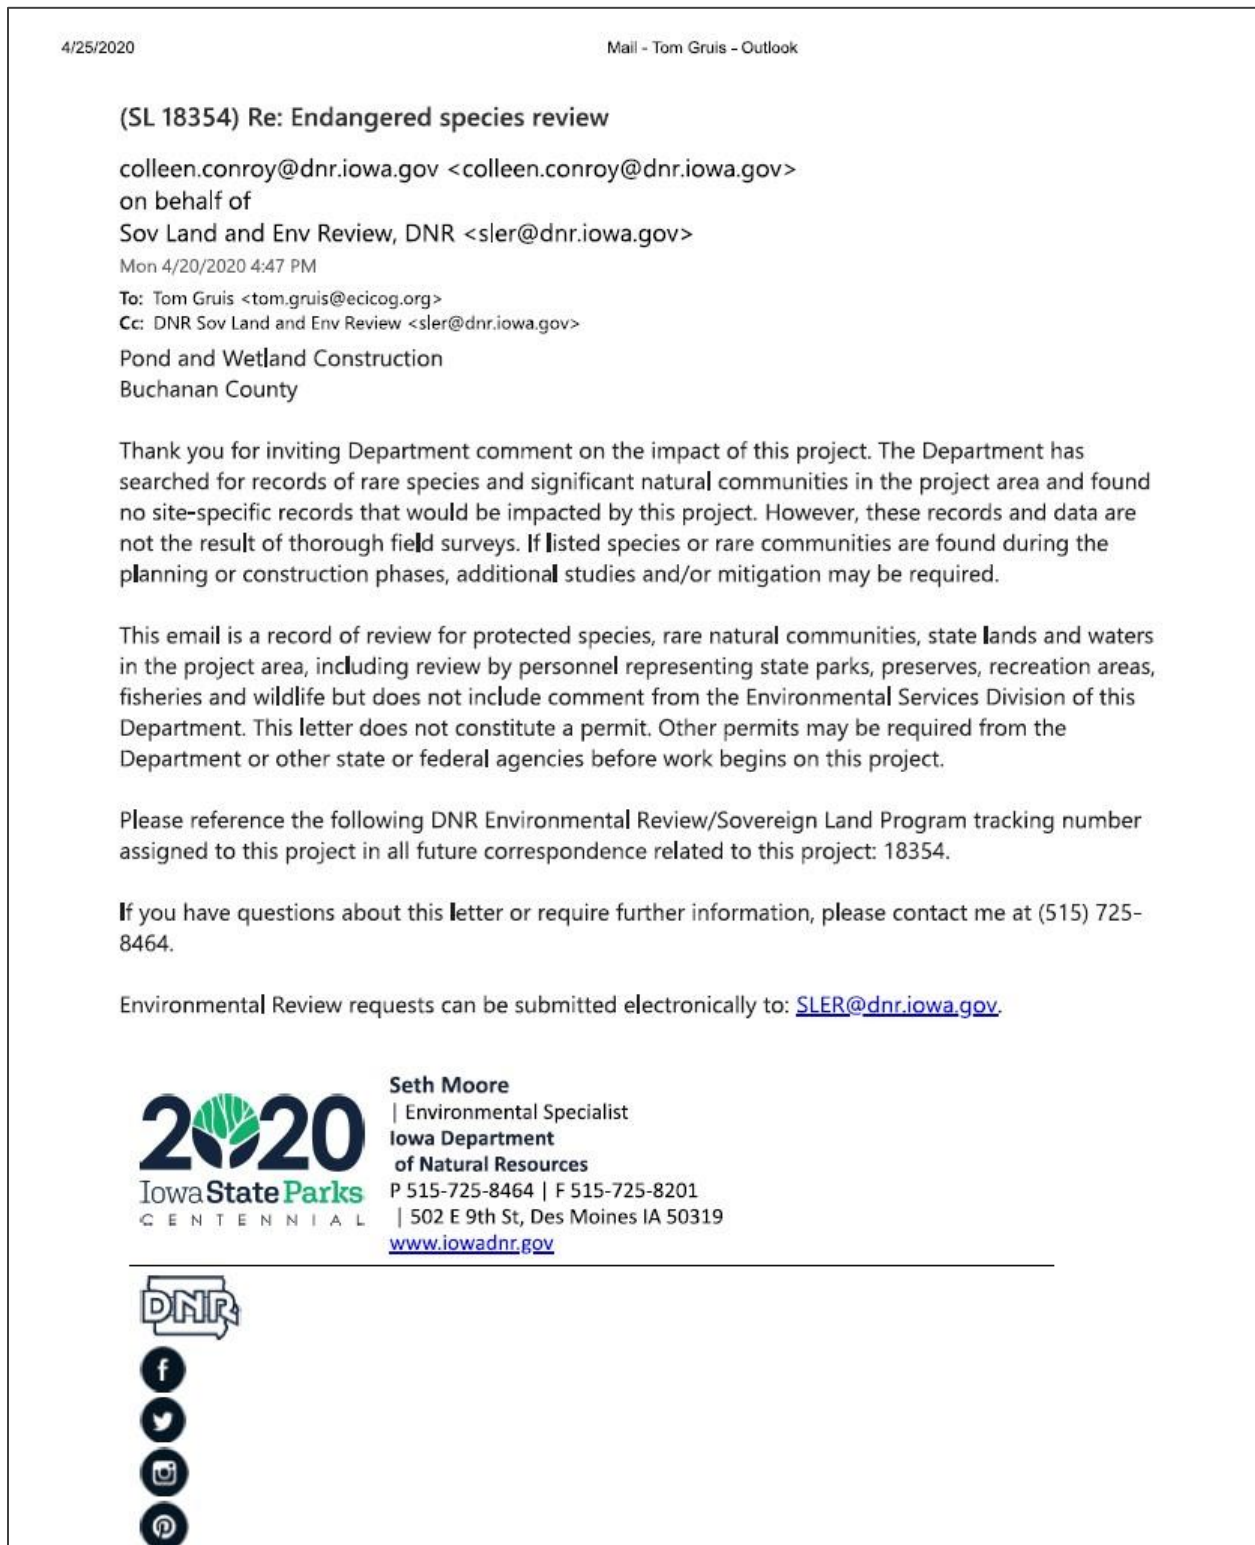 4/25/2020
Mail - Tom Gruis - Outlook
(SL 18354) Re: Endangered species review
colleen.conroy@dnr.iowa.gov <colleen.conroy@dnr.iowa.gov>
on behalf of
Sov Land and Env Review, DNR <sler@dnr.iowa.gov>
Mon 4/20/2020 4:47 PM
To: Tom Gruis <tom.gruis@ecicog.org>
Cc: DNR Sov Land and Env Review <sler@dnr.iowa.gov>
Pond and Wetland Construction
Buchanan County
Thank you for inviting Department comment on the impact of this project. The Department has
searched for records of rare species and significant natural communities in the project area and found
no site-specific records that would be impacted by this project. However, these records and data are
not the result of thorough field surveys. If listed species or rare communities are found during the
planning or construction phases, additional studies and/or mitigation may be required.
This email is a record of review for protected species, rare natural communities, state lands and waters
in the project area, including review by personnel representing state parks, preserves, recreation areas,
fisheries and wildlife but does not include comment from the Environmental Services Division of this
Department. This letter does not constitute a permit. Other permits may be required from the
Department or other state or federal agencies before work begins on this project.
Please reference the following DNR Environmental Review/Sovereign Land Program tracking number
assigned to this project in all future correspondence related to this project: 18354.
If you have questions about this letter or require further information, please contact me at (515) 725-
8464.
Environmental Review requests can be submitted electronically to: SLER@dnr.iowa.gov.
2020
Iowa State Parks
CENTENNIAL
Seth Moore
| Environmental Specialist
Iowa Department
of Natural Resources
P 515-725-8464 | F 515-725-8201
| 502 E 9th St, Des Moines IA 50319
www.iowadnr.gov
DNR